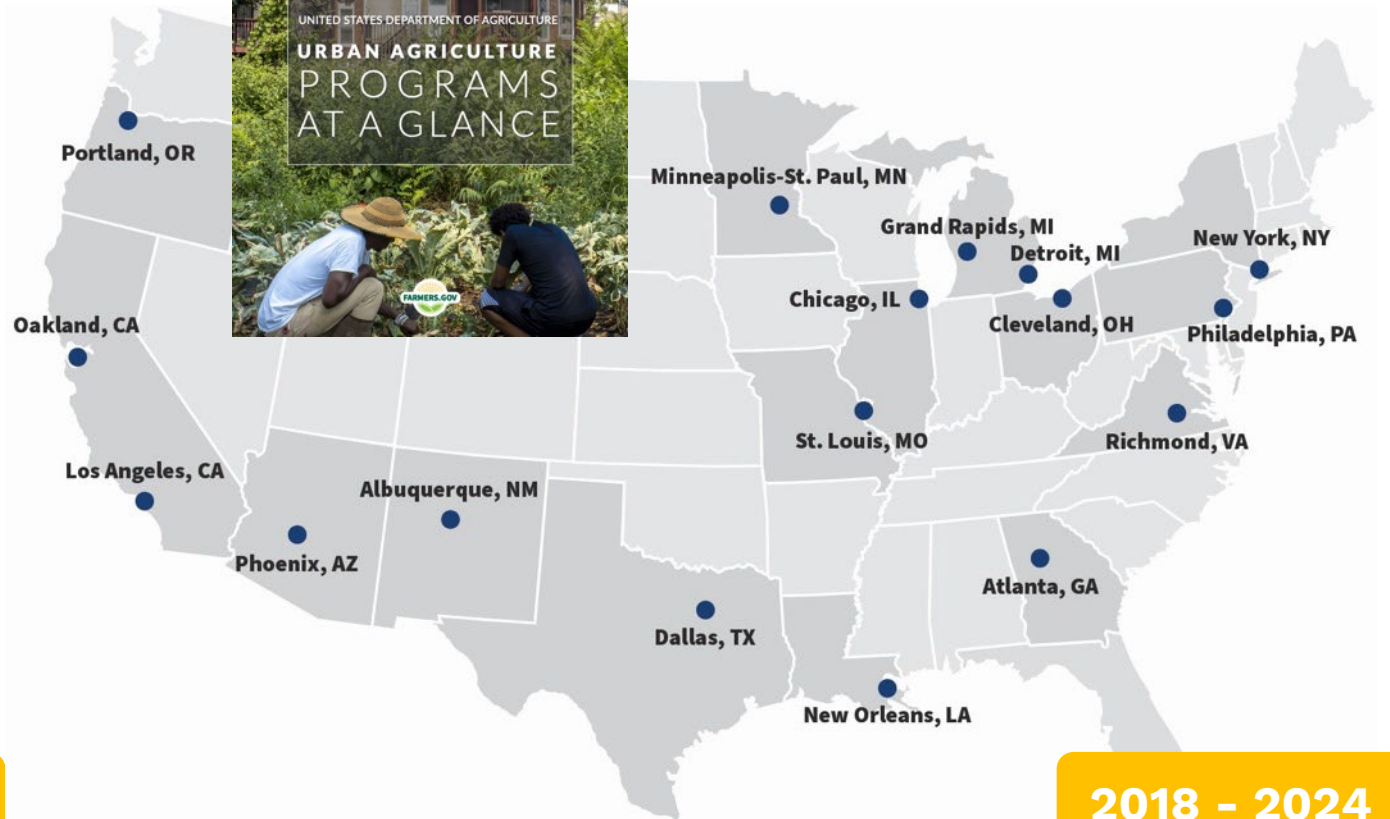 UNITED STATES DEPARTMENT OF AGRICULTURE
URBAN AGRICULTURE
PROGRAMS
AT A GLANCE
FARMERS.GOV
Portland, OR
Minneapolis-St. Paul, MN
Grand Rapids, MI
Detroit, MI
New York, NY
Chicago, IL
Cleveland, OH
Philadelphia, PA
Oakland, CA
St. Louis, MO
Richmond, VA
Los Angeles, CA
Albuquerque, NM
Phoenix, AZ
Atlanta, GA
Dallas, TX
New Orleans, LA
2018 - 2024